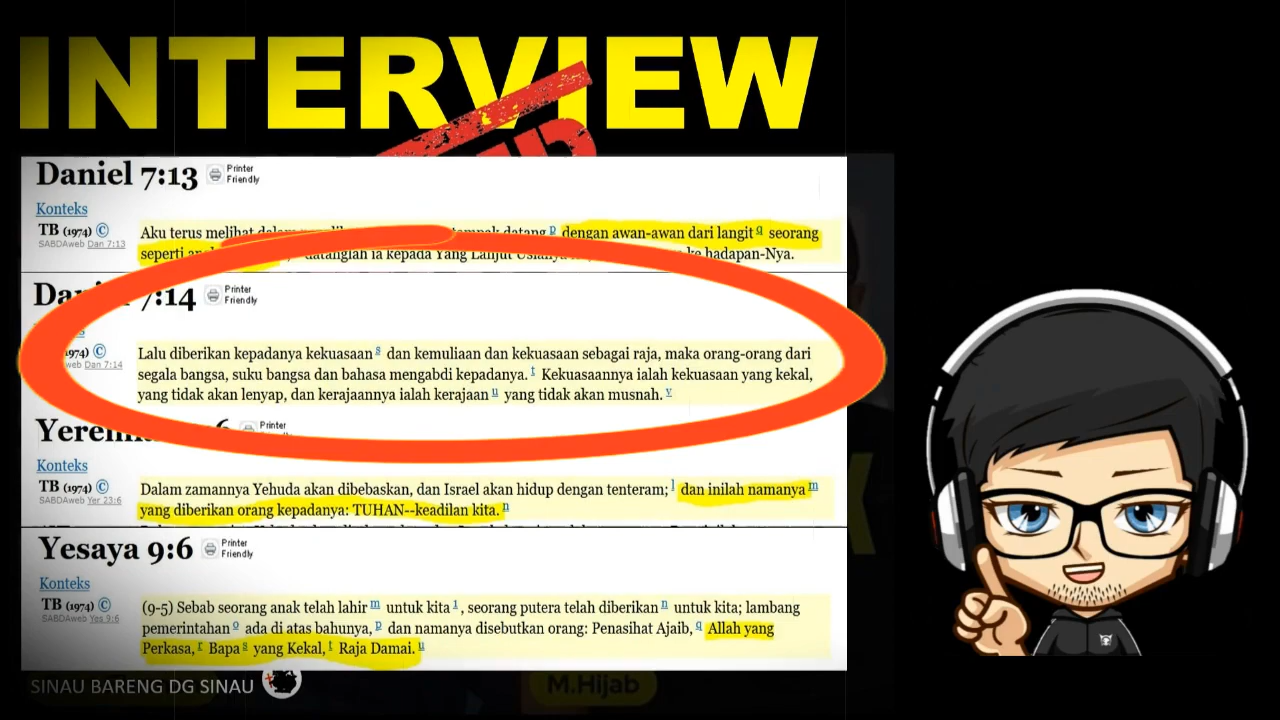 INTERVIEW
Daniel 7:13 Printer Friendly
Konteks
TB (1974) © Aku terus melihat datang p dengan awan-awan dari langit q seorang
SABDAweb Dan 7:13
seperti datanglah ia kepada Yang Lanjut ke hadapan-Nya.
7:14 Printer Friendly
© Lalu diberikan kepadanya kekuasaan s dan kemuliaan dan kekuasaan sebagai raja, maka orang-orang dari
Dan 7:14
segala bangsa, suku bangsa dan bahasa mengabdi kepadanya. t Kekuasaannya ialah kekuasaan yang kekal,
yang tidak akan lenyap, dan kerajaannya ialah kerajaan u yang tidak akan musnah. v
Printer
Konteks
TB (1974) © Dalam zamannya Yehuda akan dibebaskan, dan Israel akan hidup dengan tenteram; l dan inilah namanya m
SABDAweb Yer 23:6
yang diberikan orang kepadanya: TUHAN--keadilan kita. n
Yesaya 9:6 Printer Friendly
Konteks
TB (1974) © (9-5) Sebab seorang anak telah lahir m untuk kita 1 , seorang putera telah diberikan n untuk kita; lambang
SABDAweb Yes 9:6
pemerintahan o ada di atas bahunya, p dan namanya disebutkan orang: Penasihat Ajaib, q Allah yang
Perkasa, r Bapa s yang Kekal, t Raja Damai. u
SINAU BARENG DG SINAU
M.Hijab